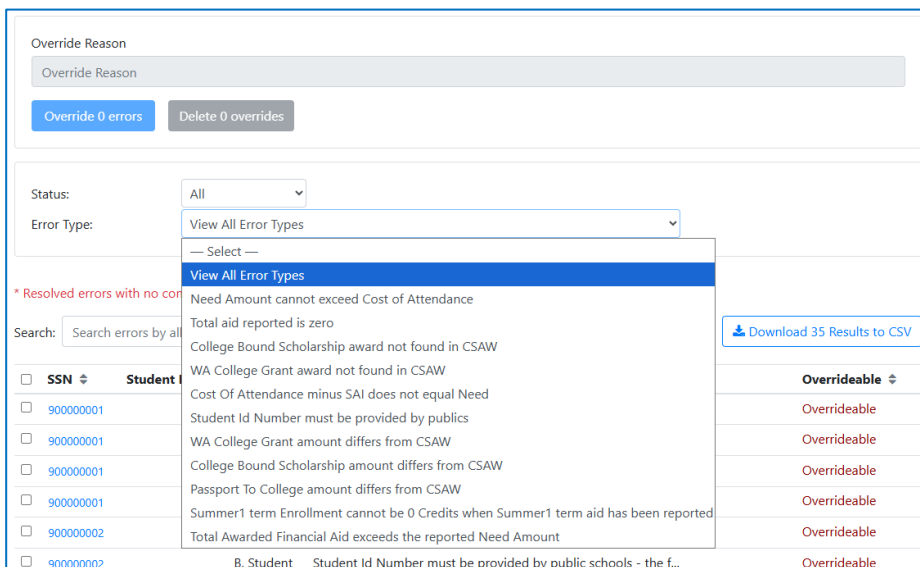 Override Reason
Override Reason
Override 0 errors Delete 0 overrides
Status: All
Error Type: View All Error Types
— Select —
View All Error Types
* Resolved errors with no
Need Amount cannot exceed Cost of Attendance
Total aid reported is zero
Search: Search errors by all
College Bound Scholarship award not found in CSAW
Download 35 Results to CSV
WA College Grant award not found in CSAW
SSN Student
Cost Of Attendance minus SAI does not equal Need
Overrideable
900000001
Student Id Number must be provided by publics
Overrideable
900000001
WA College Grant amount differs from CSAW
Overrideable
900000001
College Bound Scholarship amount differs from CSAW
Overrideable
900000001
Passport To College amount differs from CSAW
Overrideable
Summer1 term Enrollment cannot be 0 Credits when Summer1 term aid has been reported
900000002
Total Awarded Financial Aid exceeds the reported Need Amount
Overrideable
900000002 B. Student Student Id Number must be provided by public schools - the f... Overrideable